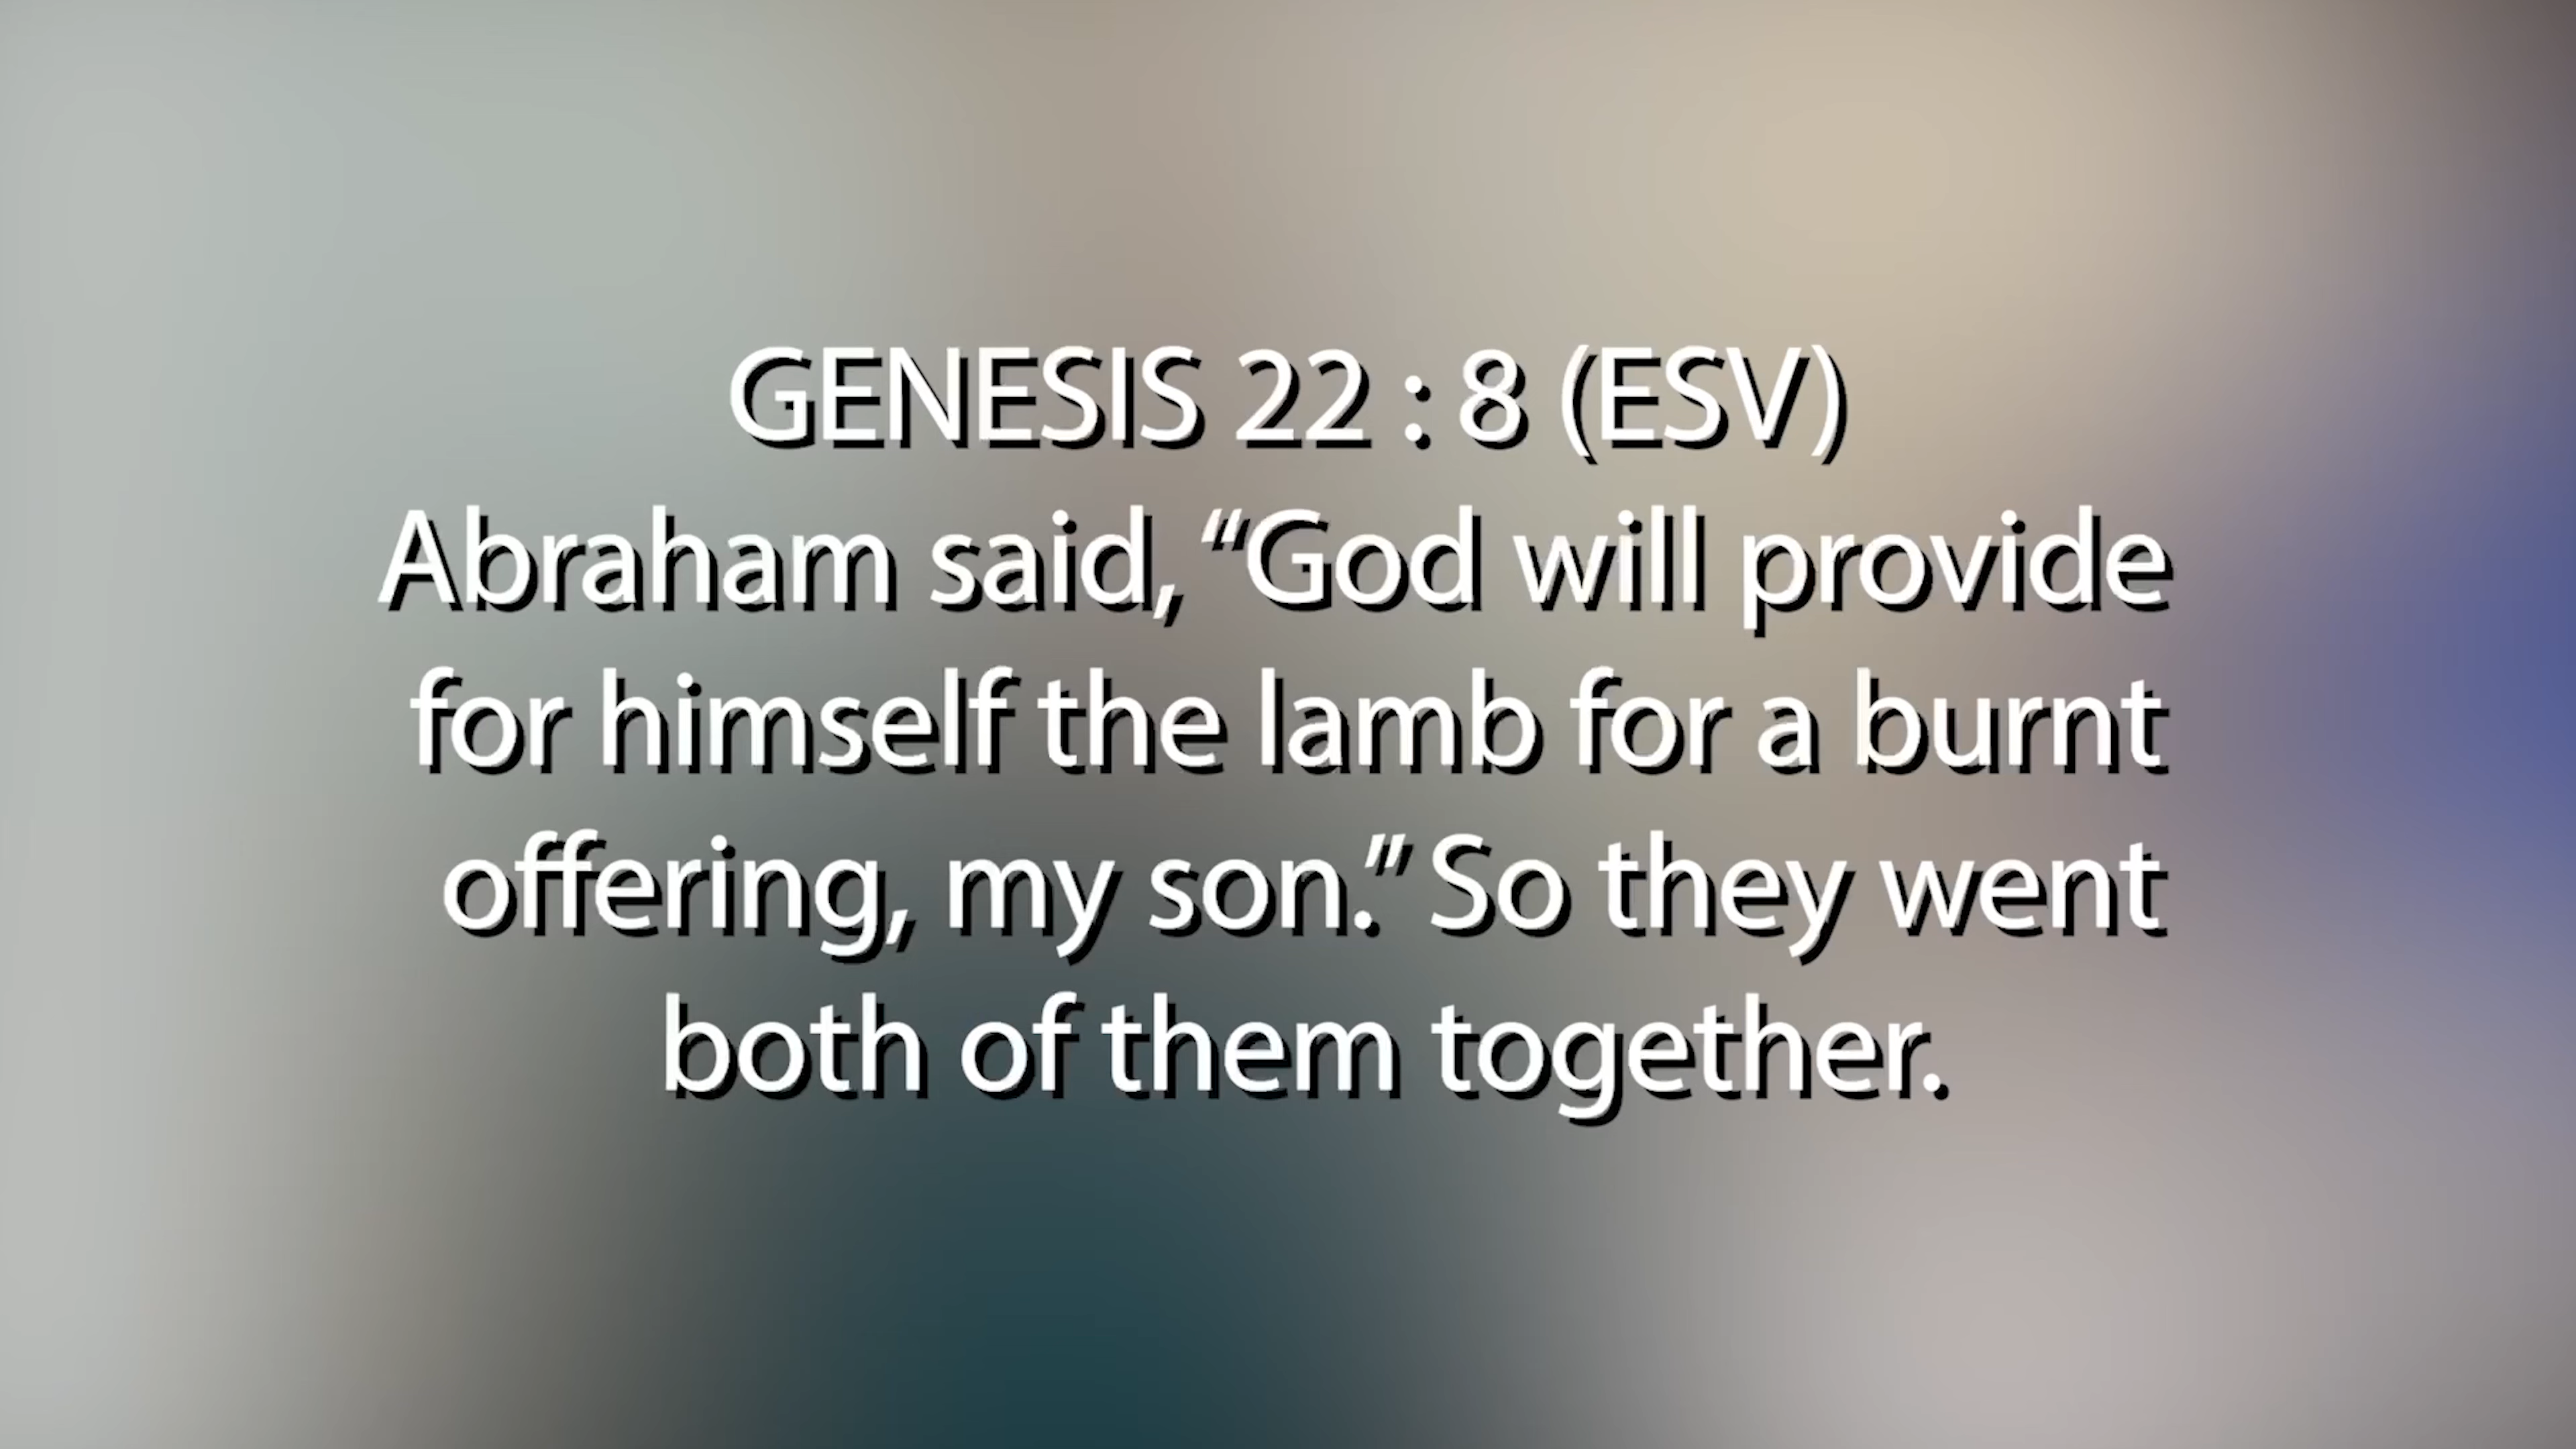 GENESIS 22 : 8 (ESV)
Abraham said, “God will provide
for himself the lamb for a burnt
offering, my son.” So they went
both of them together.